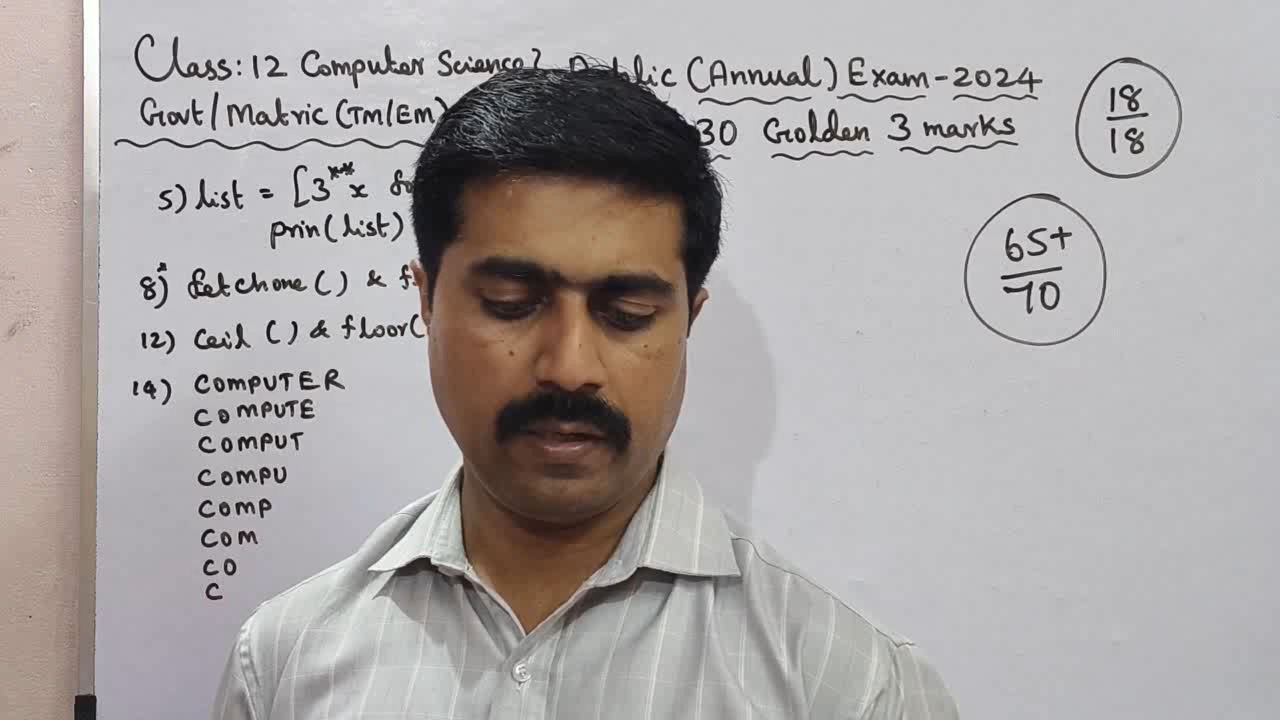 Class: 12 Computer Science (Annual) Exam - 2024
Govt/Matric (TM/EM) 30 Golden 3 marks
18
18
5) list = [3**x
prin(list)
65+
70
8)* fetchone() &
12) Ceil () & floor(
14) COMPUTER
COMPUTE
COMPUT
COMPU
COMP
COM
CO
C